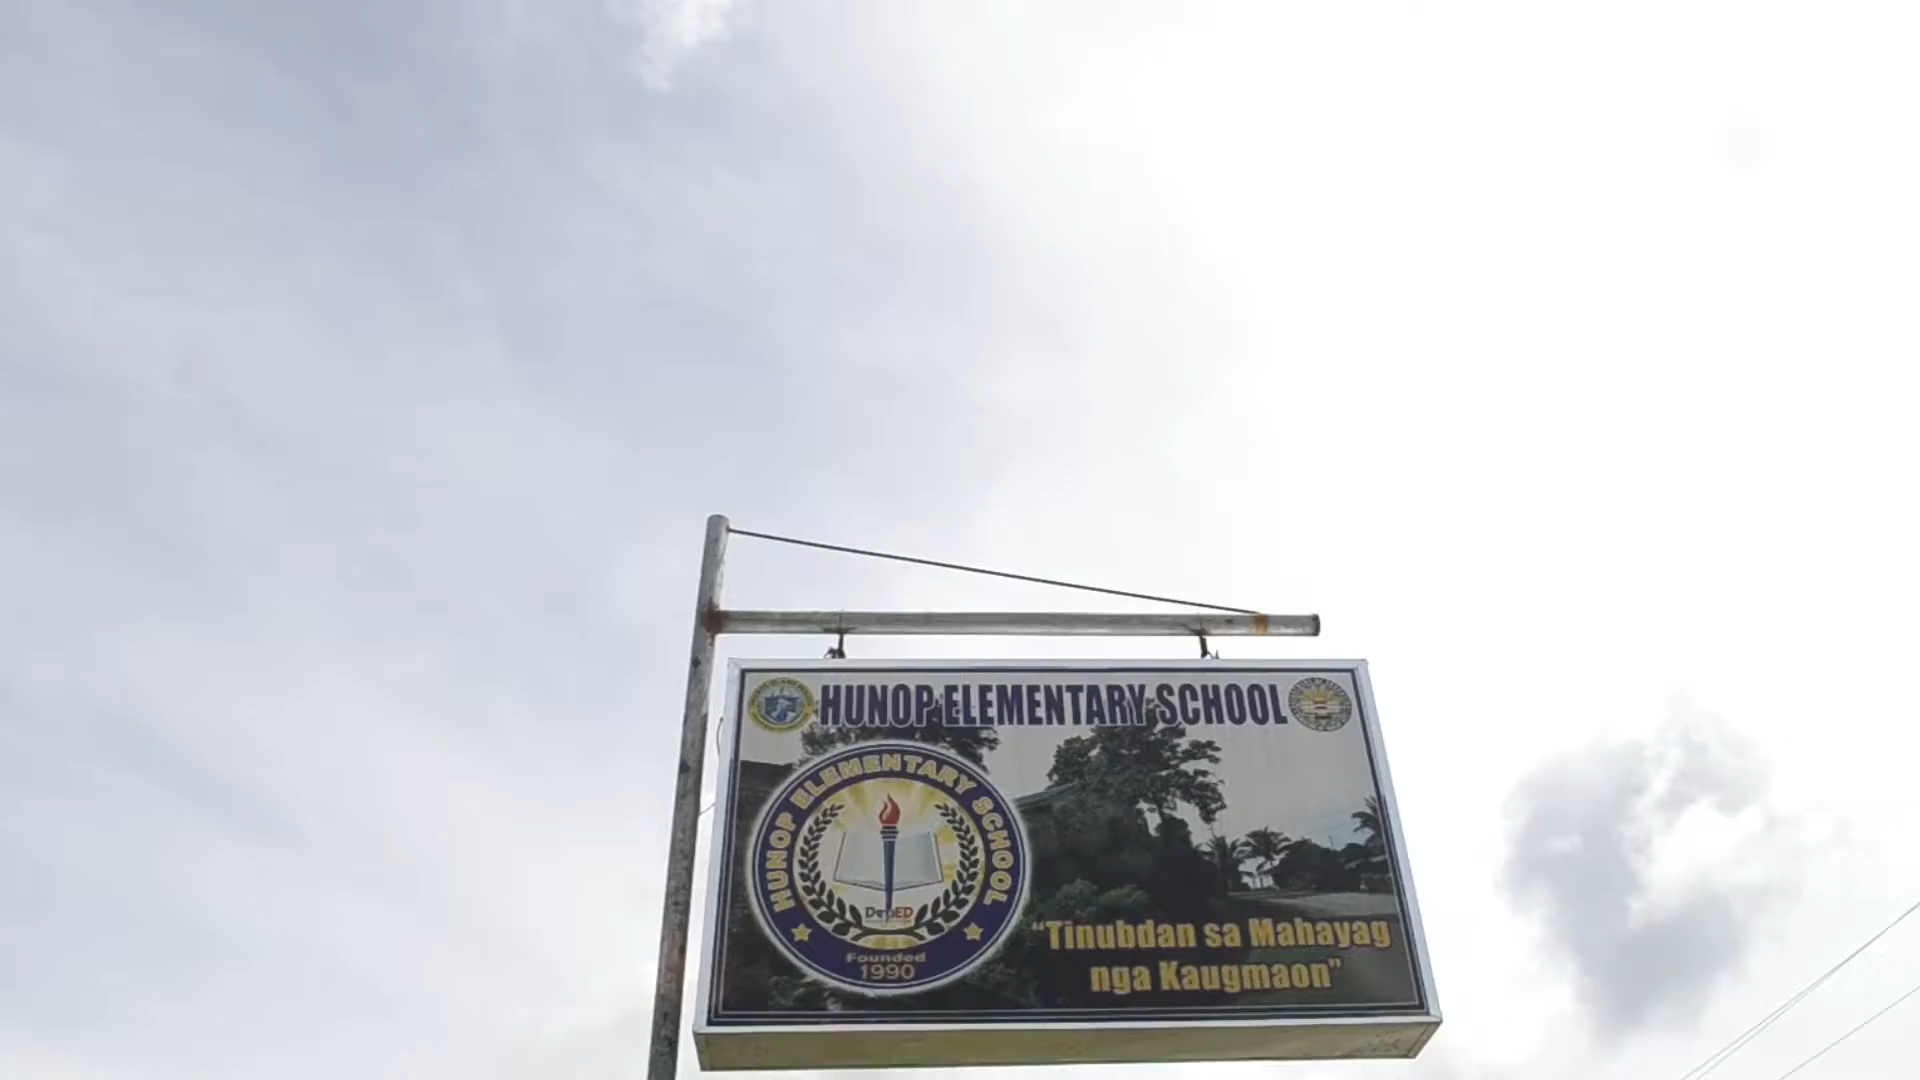 HUNOP ELEMENTARY SCHOOL
HUNOP ELEMENTARY SCHOOL
DepED
Founded
1990
"Tinubdan sa Mahayag
nga Kaugmaon"